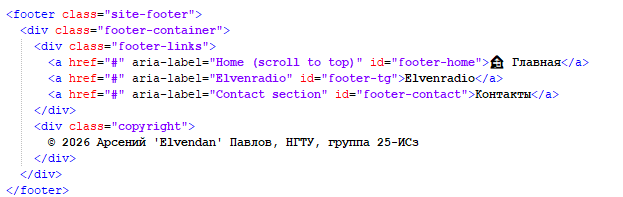 <footer class="site-footer">
<div class="footer-container">
<div class="footer-links">
<a href="#" aria-label="Home (scroll to top)" id="footer-home">🏠 Главная</a>
<a href="#" aria-label="Elvenradio" id="footer-tg">Elvenradio</a>
<a href="#" aria-label="Contact section" id="footer-contact">Контакты</a>
</div>
<div class="copyright">
© 2026 Арсений 'Elvendan' Павлов, НГТУ, группа 25-ИСз
</div>
</div>
</footer>